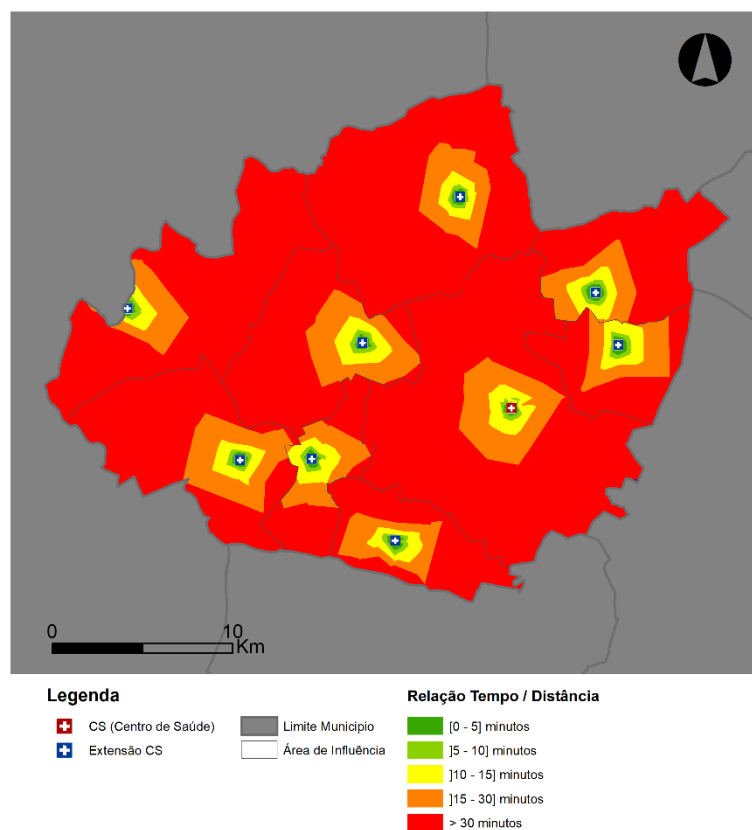 0 10
Km
Legenda
CS (Centro de Saúde)
Extensão CS
Limite Municipio
Área de Influência
Relação Tempo / Distância
[0 - 5] minutos
]5 - 10] minutos
]10 - 15] minutos
]15 - 30] minutos
> 30 minutos